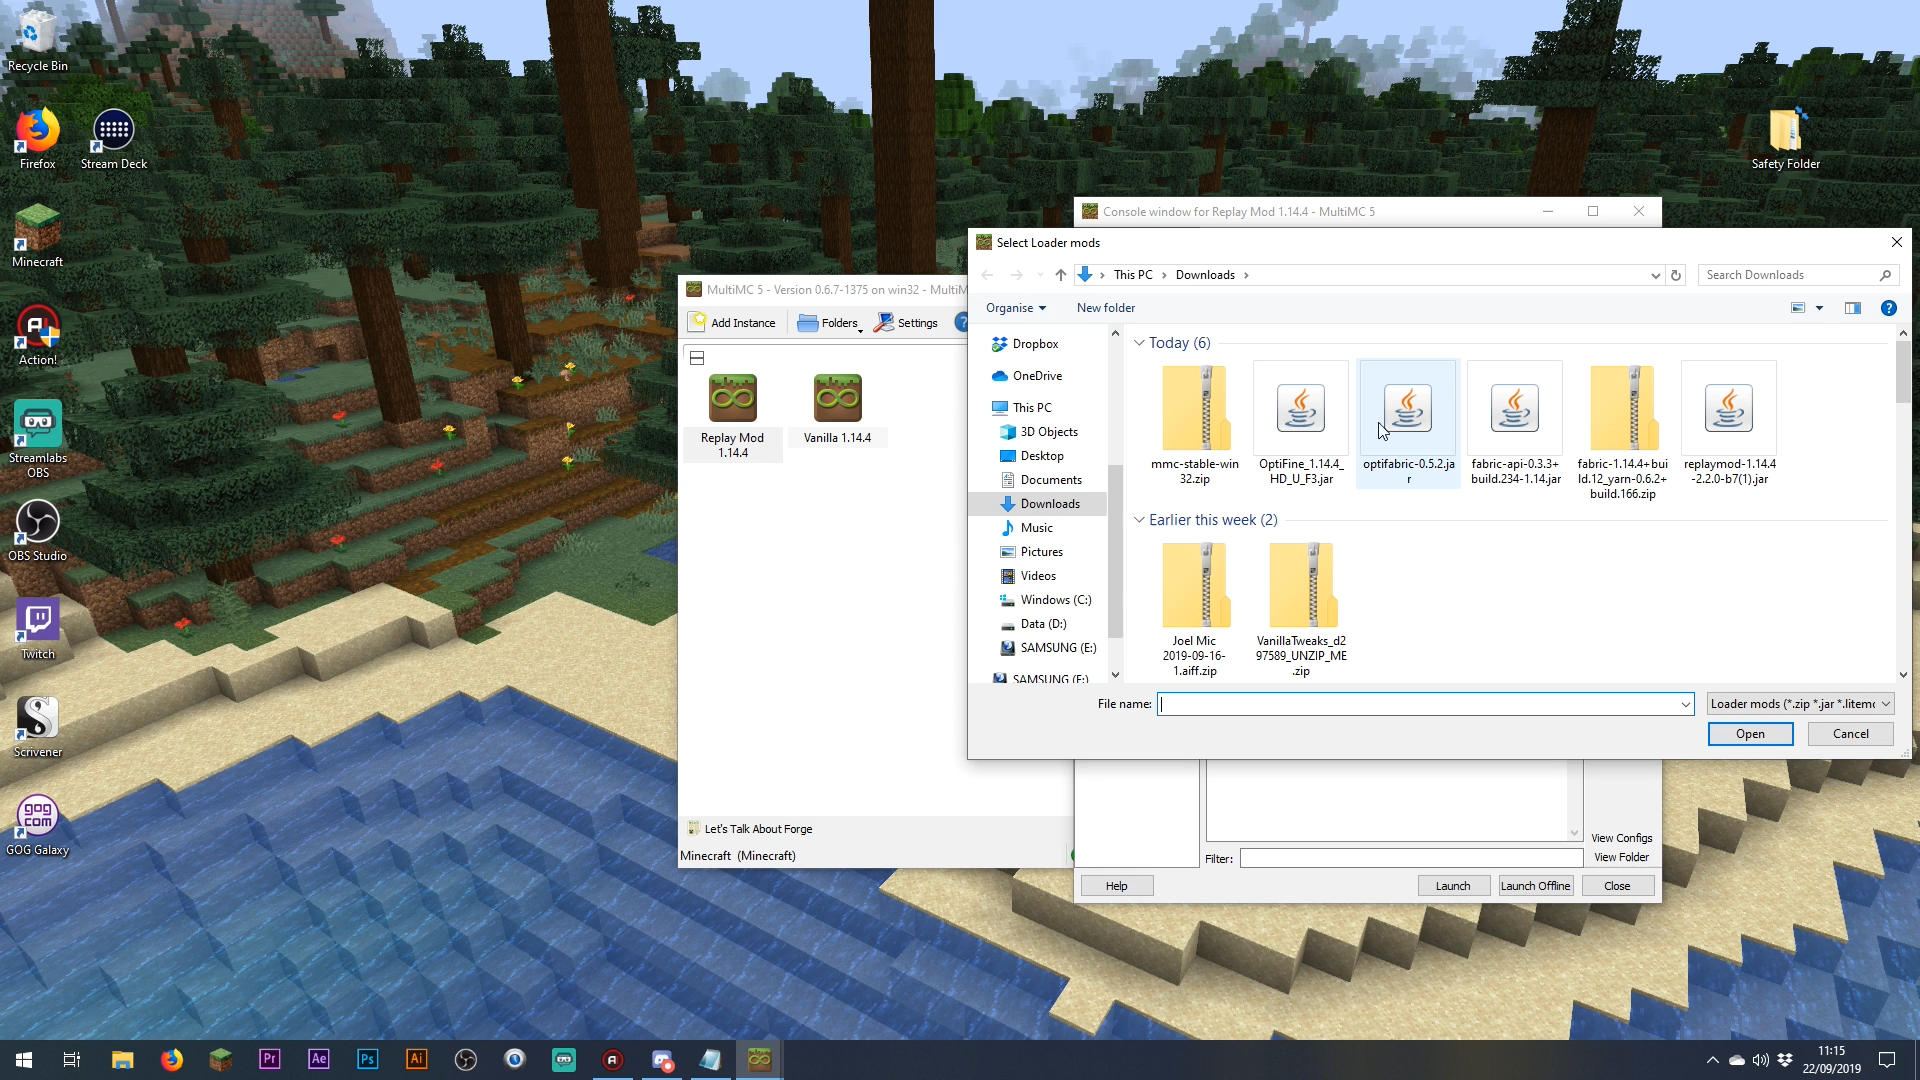 Recycle Bin
Firefox
Stream Deck
Minecraft
Action!
Streamlabs
OBS
OBS Studio
Twitch
Scrivener
gog
com
GOG Galaxy
Safety Folder
Console window for Replay Mod 1.14.4 - MultiMC 5
MultiMC 5 - Version 0.6.7-1375 on win32 - MultiM
Add Instance
Folders
Settings
Replay Mod
1.14.4
Vanilla 1.14.4
Let's Talk About Forge
Minecraft (Minecraft)
Select Loader mods
This PC
Downloads
Search Downloads
Organise
New folder
Dropbox
OneDrive
This PC
3D Objects
Desktop
Documents
Downloads
Music
Pictures
Videos
Windows (C:)
Data (D:)
SAMSUNG (E:)
SAMSUNG (E:)
Today (6)
mmc-stable-win
32.zip
OptiFine_1.14.4_
HD_U_F3.jar
optifabric-0.5.2.ja
r
fabric-api-0.3.3+
build.234-1.14.jar
fabric-1.14.4+bui
ld.12_yarn-0.6.2+
build.166.zip
replaymod-1.14.4
-2.2.0-b7(1).jar
Earlier this week (2)
Joel Mic
2019-09-16-
1.aiff.zip
VanillaTweaks_d2
97589_UNZIP_ME
.zip
File name:
Loader mods (*.zip *.jar *.litem
Open
Cancel
View Configs
View Folder
Filter:
Help
Launch
Launch Offline
Close
Pr
Ae
Ps
Ai
11:15
22/09/2019